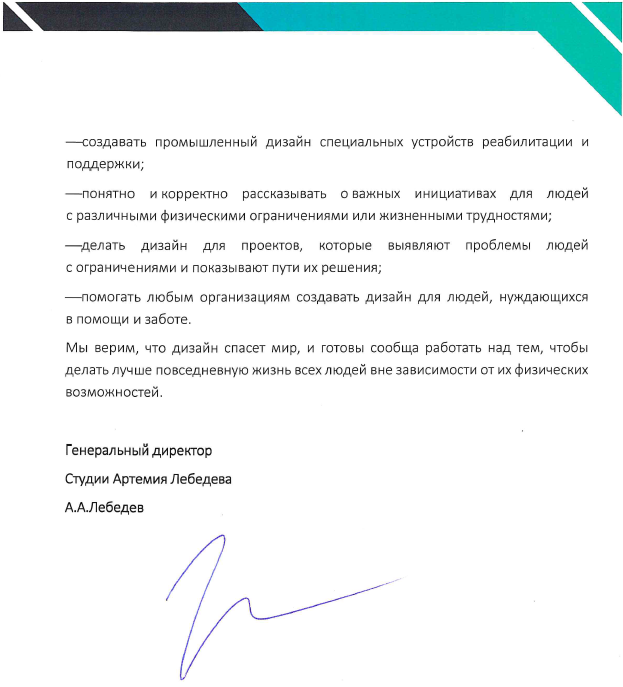 —создавать промышленный дизайн специальных устройств реабилитации и
поддержки;
—понятно и корректно рассказывать о важных инициативах для людей
с различными физическими ограничениями или жизненными трудностями;
—делать дизайн для проектов, которые выявляют проблемы людей
с ограничениями и показывают пути их решения;
—помогать любым организациям создавать дизайн для людей, нуждающихся
в помощи и заботе.
Мы верим, что дизайн спасет мир, и готовы сообща работать над тем, чтобы
делать лучше повседневную жизнь всех людей вне зависимости от их физических
возможностей.
Генеральный директор
Студии Артемия Лебедева
А.А.Лебедев